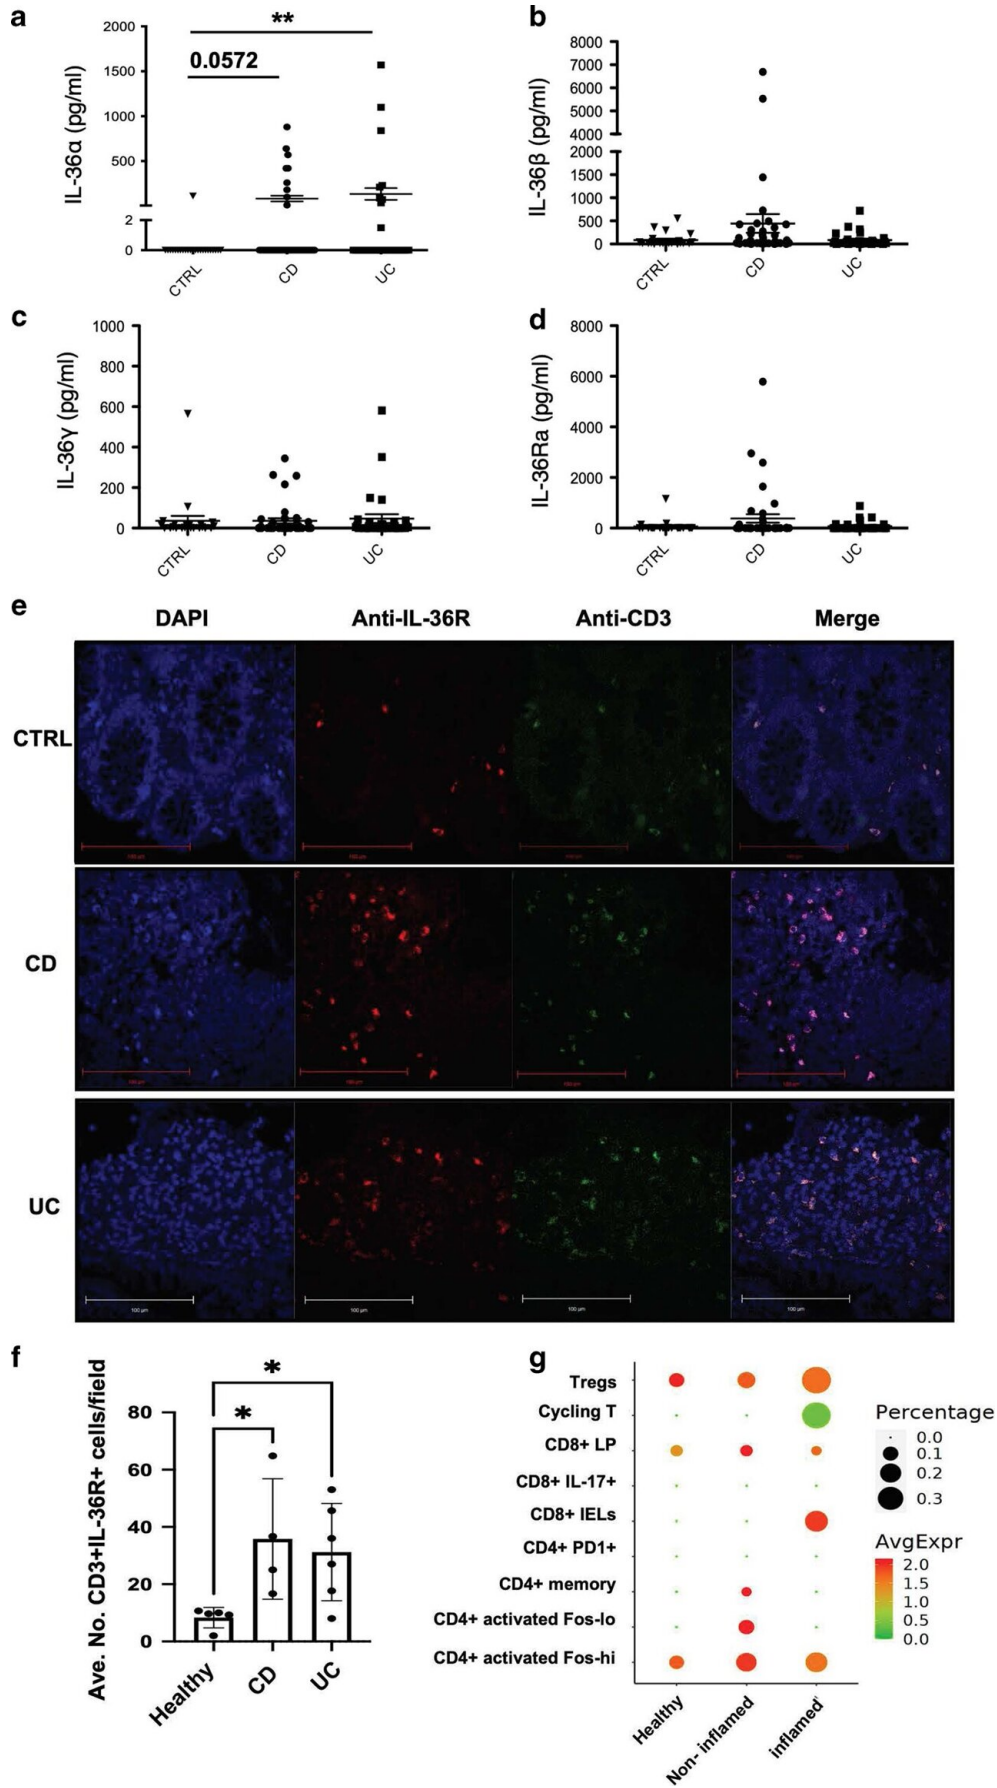 a
**
0.0572
IL-36α (pg/ml)
2000
1500
1000
500
2
0
CTRL
CD
UC
b
IL-36β (pg/ml)
8000
7000
6000
5000
4000
2000
1500
1000
500
0
CTRL
CD
UC
c
IL-36γ (pg/ml)
1000
800
600
400
200
0
CTRL
CD
UC
d
IL-36Ra (pg/ml)
8000
6000
4000
2000
0
CTRL
CD
UC
e
DAPI Anti-IL-36R Anti-CD3 Merge
CTRL
CD
UC
100 µm 100 µm 100 µm 100 µm
f
*
*
Ave. No. CD3+IL-36R+ cells/field
80
60
40
20
0
Healthy
CD
UC
g
Tregs
Cycling T
CD8+ LP
CD8+ IL-17+
CD8+ IELs
CD4+ PD1+
CD4+ memory
CD4+ activated Fos-lo
CD4+ activated Fos-hi
Healthy
Non- inflamed
inflamed
Percentage
0.0
0.1
0.2
0.3
AvgExpr
2.0
1.5
1.0
0.5
0.0